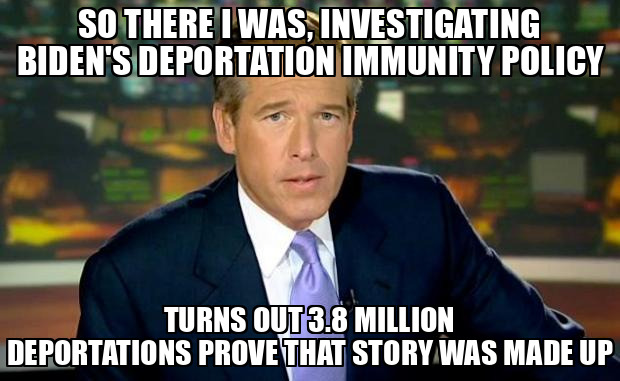 SO THERE I WAS, INVESTIGATING
BIDEN'S DEPORTATION IMMUNITY POLICY
TURNS OUT 3.8 MILLION
DEPORTATIONS PROVE THAT STORY WAS MADE UP